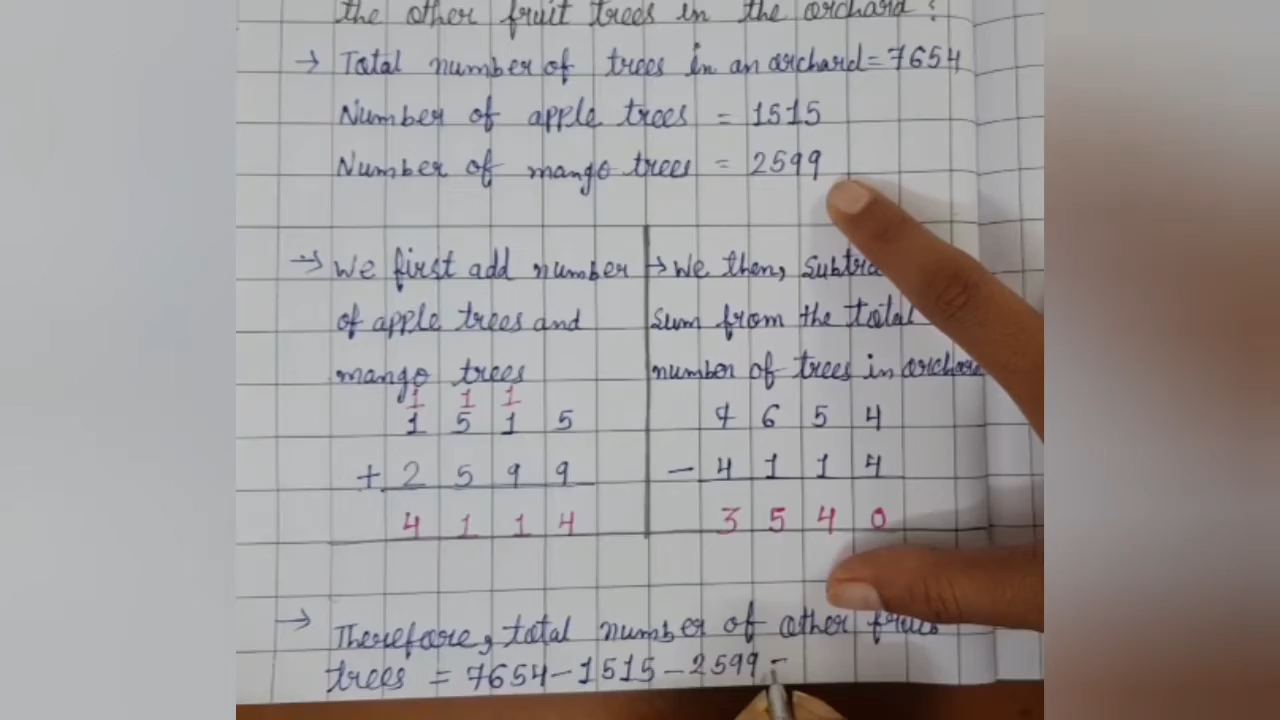 the other fruit trees in the orchard?
→ Total number of trees in an orchard = 7654
Number of apple trees = 1515
Number of mango trees = 2599
→ We first add number
of apple trees and
mango trees
1 1 1
1 5 1 5
+ 2 5 9 9
4 1 1 4
→ We then, Subtra
Sum from the total
number of trees in orchard
7 6 5 4
− 4 1 1 4
3 5 4 0
→ Therefore, total number of other fruit
trees = 7654 − 1515 − 2599 =